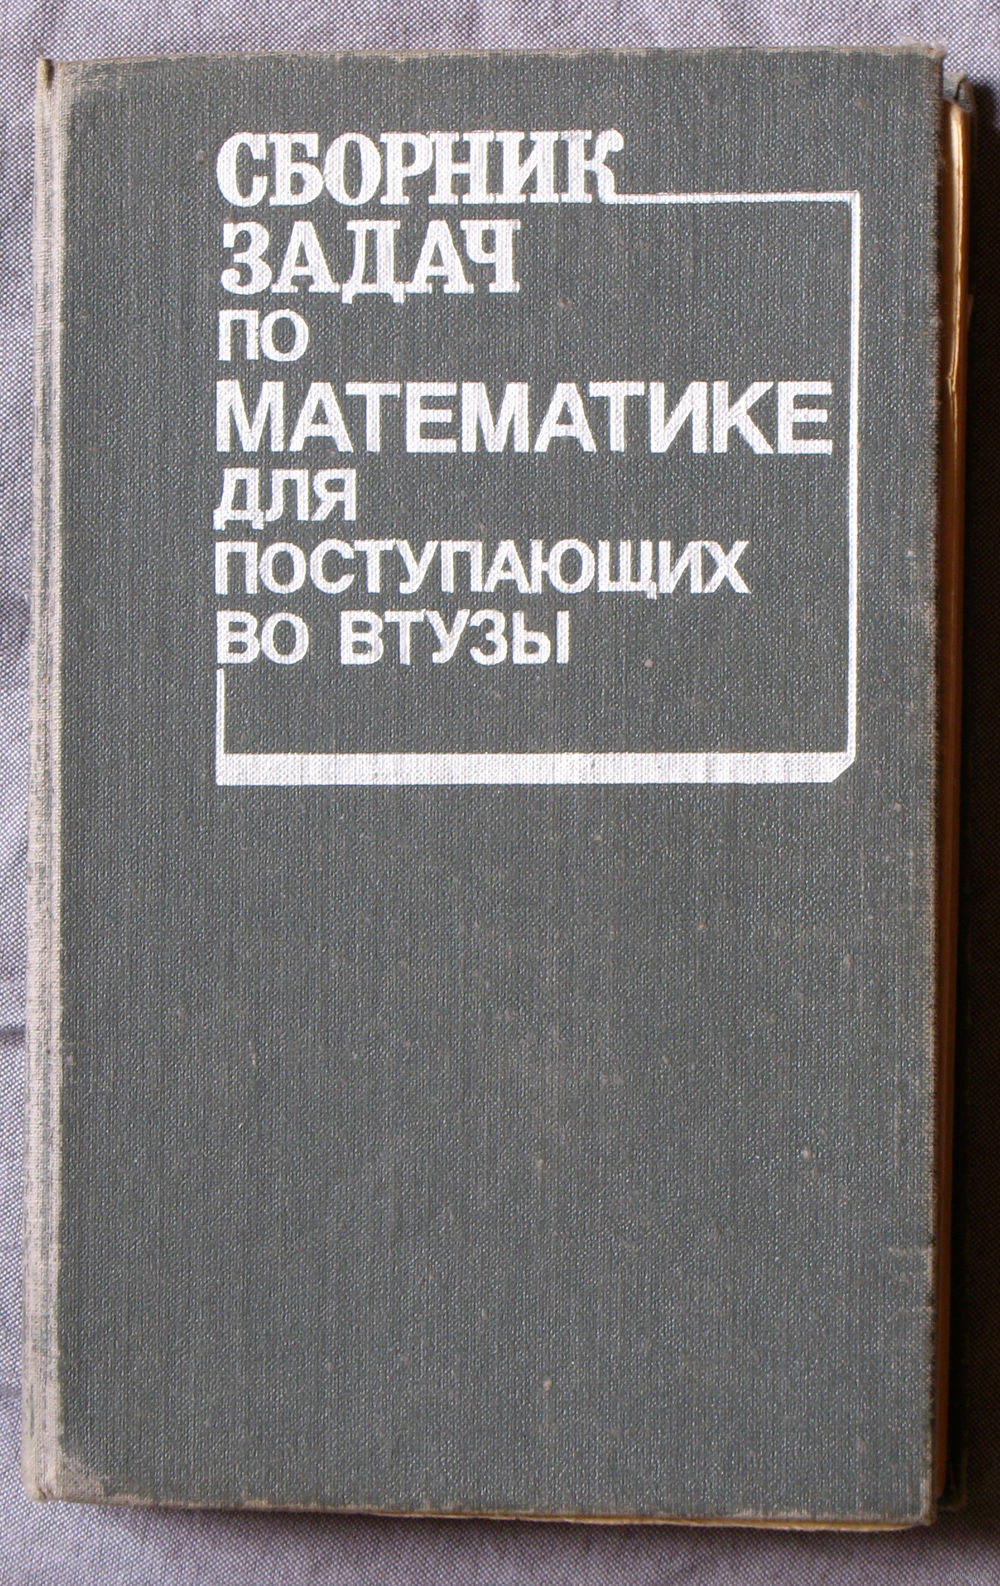 СБОРНИК
ЗАДАЧ
ПО
МАТЕМАТИКЕ
ДЛЯ
ПОСТУПАЮЩИХ
ВО ВТУЗЫ